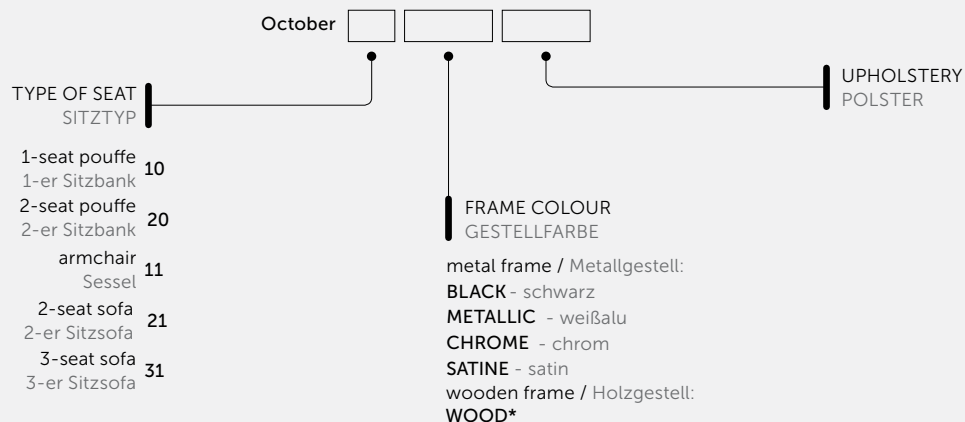 October
TYPE OF SEAT
SITZTYP
1-seat pouffe 10
1-er Sitzbank
2-seat pouffe 20
2-er Sitzbank
armchair 11
Sessel
2-seat sofa 21
2-er Sitzsofa
3-seat sofa 31
3-er Sitzsofa
FRAME COLOUR
GESTELLFARBE
metal frame / Metallgestell:
BLACK - schwarz
METALLIC - weißalu
CHROME - chrom
SATINE - satin
wooden frame / Holzgestell:
WOOD*
UPHOLSTERY
POLSTER